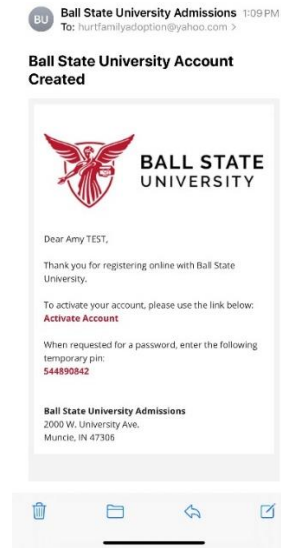 BU
Ball State University Admissions 1:09 PM
To: hurtfamilyadoption@yahoo.com >
Ball State University Account
Created
BALL STATE
UNIVERSITY
Dear Amy TEST,
Thank you for registering online with Ball State
University.
To activate your account, please use the link below:
Activate Account
When requested for a password, enter the following
temporary pin:
544890842
Ball State University Admissions
2000 W. University Ave.
Muncie, IN 47306